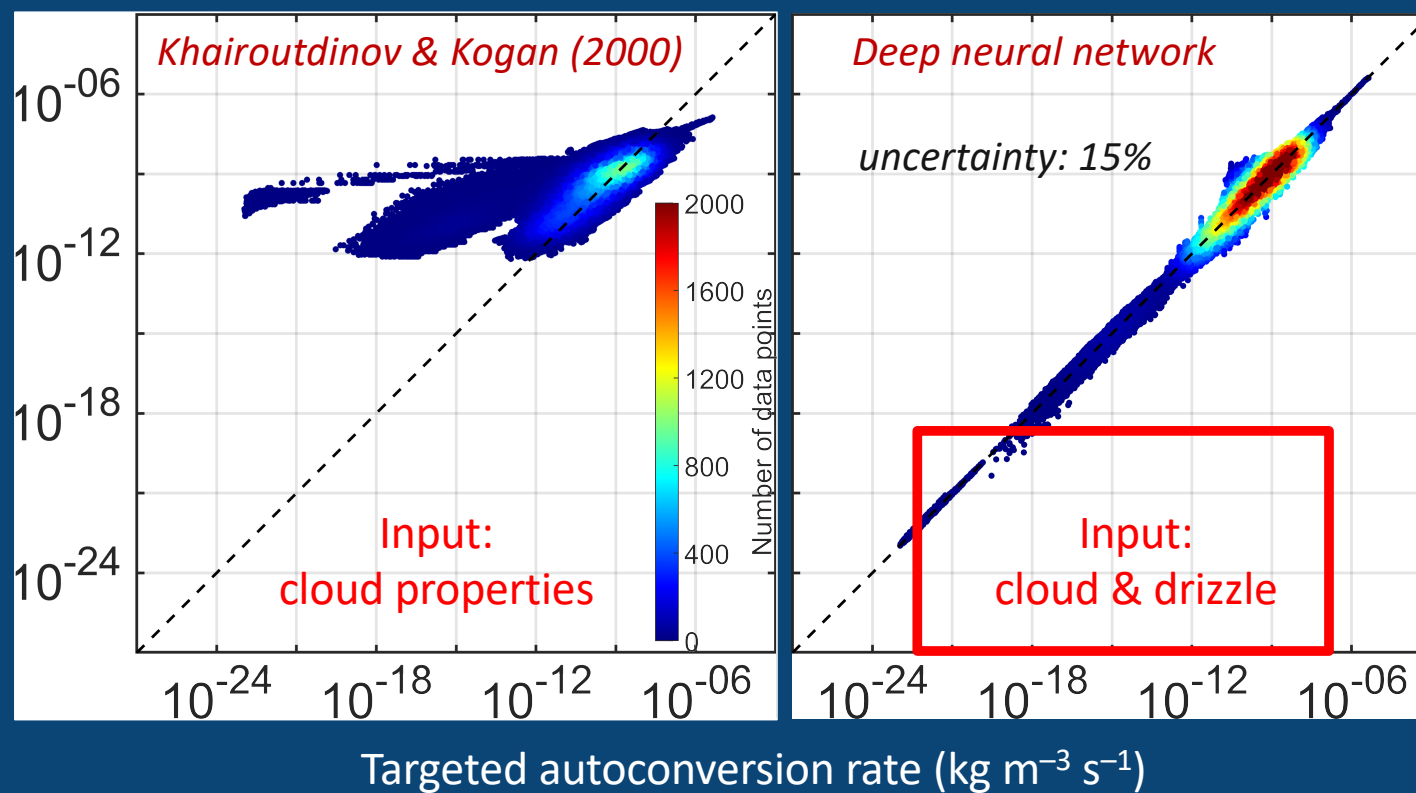 Khairoutdinov & Kogan (2000)
10⁻⁰⁶
10⁻¹²
10⁻¹⁸
10⁻²⁴
2000
1600
1200
800
400
0
Number of data points
Input:
cloud properties
10⁻²⁴ 10⁻¹⁸ 10⁻¹² 10⁻⁰⁶
Deep neural network
uncertainty: 15%
Input:
cloud & drizzle
10⁻²⁴ 10⁻¹⁸ 10⁻¹² 10⁻⁰⁶
Targeted autoconversion rate (kg m⁻³ s⁻¹)